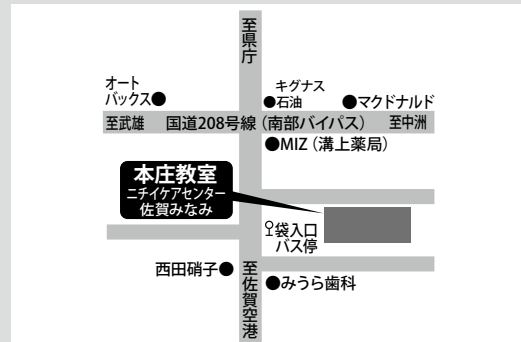 至県庁
オート
バックス●
キグナス
●石油
●マクドナルド
至武雄
国道208号線（南部バイパス）
至中洲
●MIZ（溝上薬局）
本庄教室
ニチイケアセンター
佐賀みなみ
袋入口
バス停
西田硝子●
至佐賀空港
●みうら歯科